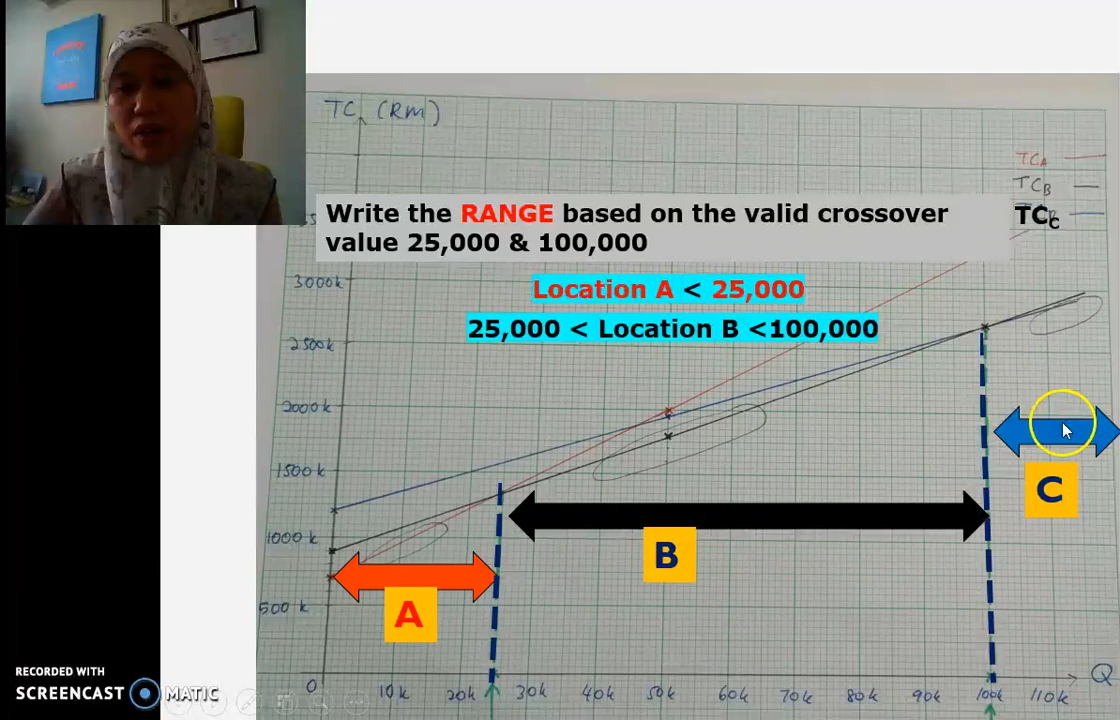 TC (RM)
TCA
TCB
TCC
Write the RANGE based on the valid crossover
value 25,000 & 100,000
Location A < 25,000
25,000 < Location B <100,000
3000k
2500k
2000k
1500k
1000k
500k
A
B
C
0
10k
20k
30k
40k
50k
60k
70k
80k
90k
100k
110k
Q
RECORDED WITH
SCREENCAST MATIC